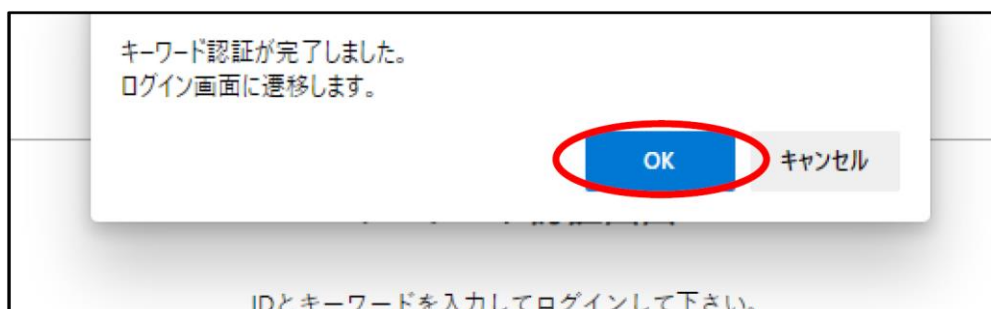 キーワード認証が完了しました。
ログイン画面に遷移します。
OK
キャンセル
IDとキーワードを入力してログインして下さい。